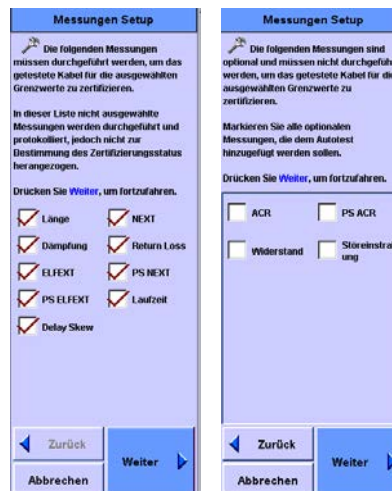 Messungen Setup
Die folgenden Messungen
müssen durchgeführt werden, um das
getestete Kabel für die ausgewählten
Grenzwerte zu zertifizieren.
In dieser Liste nicht ausgewählte
Messungen werden durchgeführt und
protokolliert, jedoch nicht zur
Bestimmung des Zertifizierungsstatus
herangezogen.
Drücken Sie Weiter, um fortzufahren.
Länge
NEXT
Dämpfung
Return Loss
ELFEXT
PS NEXT
PS ELFEXT
Laufzeit
Delay Skew
Zurück
Weiter
Abbrechen
Messungen Setup
Die folgenden Messungen sind
optional und müssen nicht durchgefüh
werden, um das getestete Kabel für die
ausgewählten Grenzwerte zu
zertifizieren.
Markieren Sie alle optionalen
Messungen, die dem Autotest
hinzugefügt werden sollen.
Drücken Sie Weiter, um fortzufahren.
ACR
PS ACR
Widerstand
Störeinstra
ung
Zurück
Weiter
Abbrechen